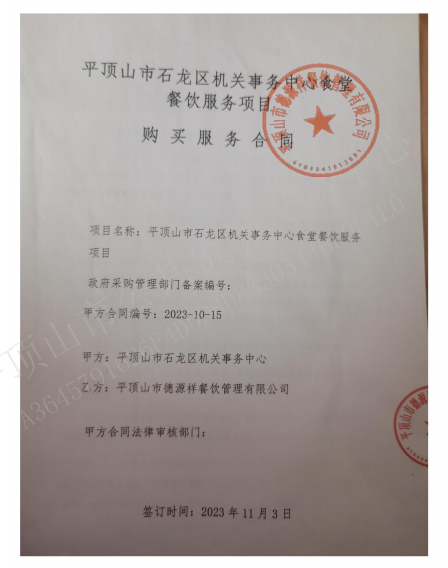 平顶山市石龙区机关事务中心食堂
餐饮服务项目
购买服务合同
项目名称：平顶山市石龙区机关事务中心食堂餐饮服务
项目
政府采购管理部门备案编号：
甲方合同编号：2023-10-15
甲方：平顶山市石龙区机关事务中心
乙方：平顶山市德源祥餐饮管理有限公司
甲方合同法律审核部门：
签订时间：2023 年 11 月 3 日